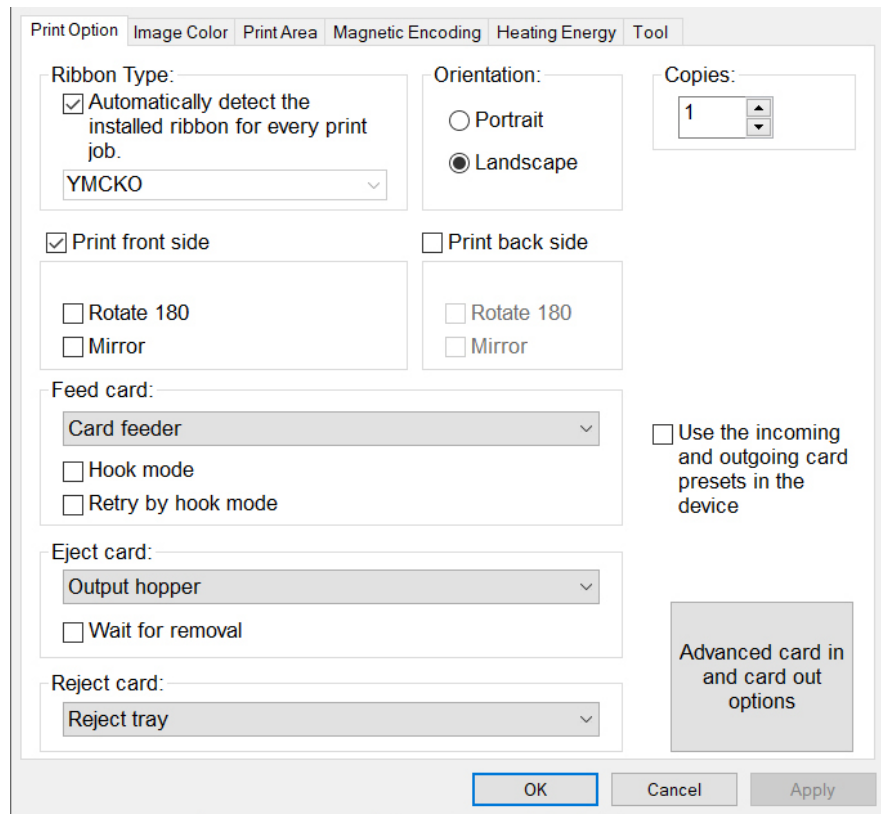 Print Option Image Color Print Area Magnetic Encoding Heating Energy Tool
Ribbon Type:
Automatically detect the
installed ribbon for every print
job.
YMCKO
Orientation:
Portrait
Landscape
Copies:
1
Print front side
Rotate 180
Mirror
Print back side
Rotate 180
Mirror
Feed card:
Card feeder
Hook mode
Retry by hook mode
Use the incoming
and outgoing card
presets in the
device
Eject card:
Output hopper
Wait for removal
Reject card:
Reject tray
Advanced card in
and card out
options
OK Cancel Apply